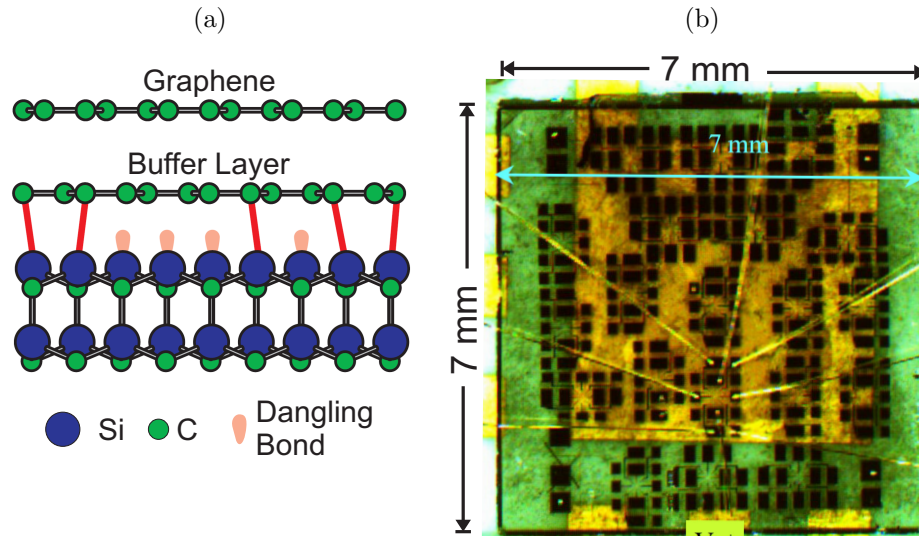 (a)
(b)
Graphene
Buffer Layer
Si
C
Dangling
Bond
7 mm
7 mm
7 mm